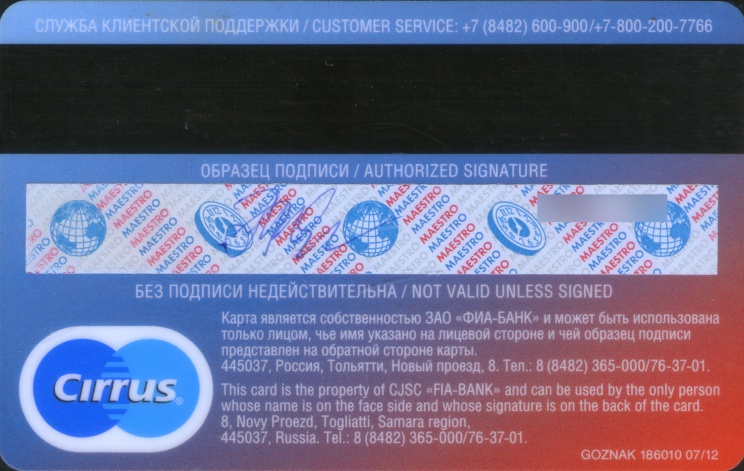 СЛУЖБА КЛИЕНТСКОЙ ПОДДЕРЖКИ / CUSTOMER SERVICE: +7 (8482) 600-900/+7-800-200-7766
ОБРАЗЕЦ ПОДПИСИ / AUTHORIZED SIGNATURE
MAESTRO MAESTRO MAESTRO MAESTRO MAESTRO
БЕЗ ПОДПИСИ НЕДЕЙСТВИТЕЛЬНА / NOT VALID UNLESS SIGNED
Карта является собственностью ЗАО «ФИА-БАНК» и может быть использована
только лицом, чье имя указано на лицевой стороне и чей образец подписи
представлен на обратной стороне карты.
445037, Россия, Тольятти, Новый проезд, 8. Тел.: 8 (8482) 365-000/76-37-01.
Cirrus
This card is the property of CJSC «FIA-BANK» and can be used by the only person
whose name is on the face side and whose signature is on the back of the card.
8, Novy Proezd, Togliatti, Samara region,
445037, Russia. Tel.: 8 (8482) 365-000/76-37-01.
GOZNAK 186010 07/12